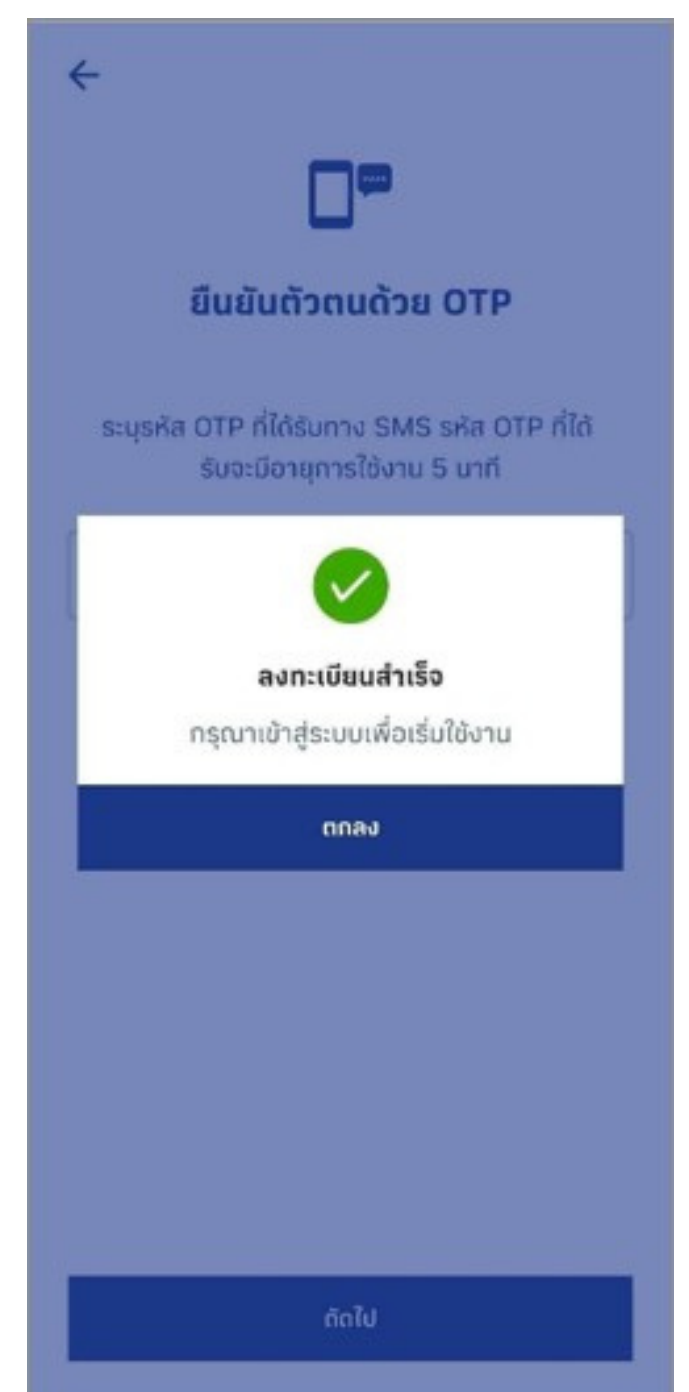 ยืนยันตัวตนด้วย OTP
ระบุรหัส OTP ที่ได้รับทาง SMS รหัส OTP ที่ได้
รับจะมีอายุการใช้งาน 5 นาที
ลงทะเบียนสำเร็จ
กรุณาเข้าสู่ระบบเพื่อเริ่มใช้งาน
ตกลง
ถัดไป